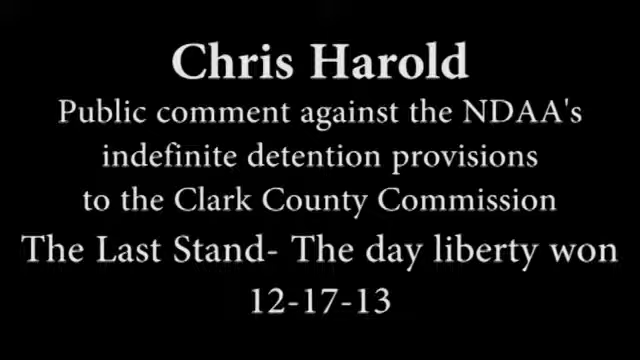 Chris Harold
Public comment against the NDAA's
indefinite detention provisions
to the Clark County Commission
The Last Stand- The day liberty won
12-17-13